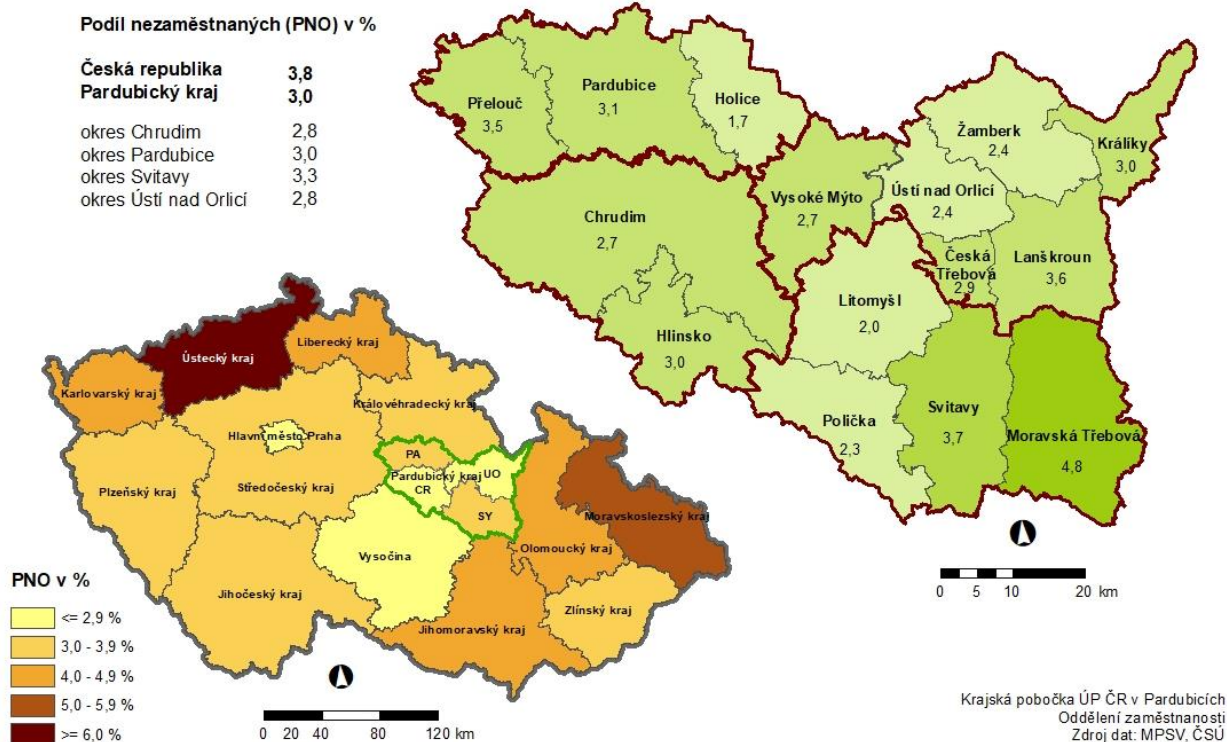 Podíl nezaměstnaných (PNO) v %
Česká republika 3,8
Pardubický kraj 3,0
okres Chrudim 2,8
okres Pardubice 3,0
okres Svitavy 3,3
okres Ústí nad Orlicí 2,8
Přelouč
3,5
Pardubice
3,1
Holice
1,7
Žamberk
2,4
Králíky
3,0
Chrudim
2,7
Vysoké Mýto
2,7
Ústí nad Orlicí
2,4
Česká
Třebová
2,9
Lanškroun
3,6
Litomyšl
2,0
Hlinsko
3,0
Polička
2,3
Svitavy
3,7
Moravská Třebová
4,8
0 5 10 20 km
Ústecký kraj
Liberecký kraj
Karlovarský kraj
Královéhradecký kraj
Hlavní město Praha
PA
UO
Pardubický kraj
CR
Plzeňský kraj
Středočeský kraj
SY
Moravskoslezský kraj
Vysočina
Olomoucký kraj
Jihočeský kraj
Zlínský kraj
Jihomoravský kraj
PNO v %
<= 2,9 %
3,0 - 3,9 %
4,0 - 4,9 %
5,0 - 5,9 %
>= 6,0 %
0 20 40 80 120 km
Krajská pobočka ÚP ČR v Pardubicích
Oddělení zaměstnanosti
Zdroj dat: MPSV, ČSÚ